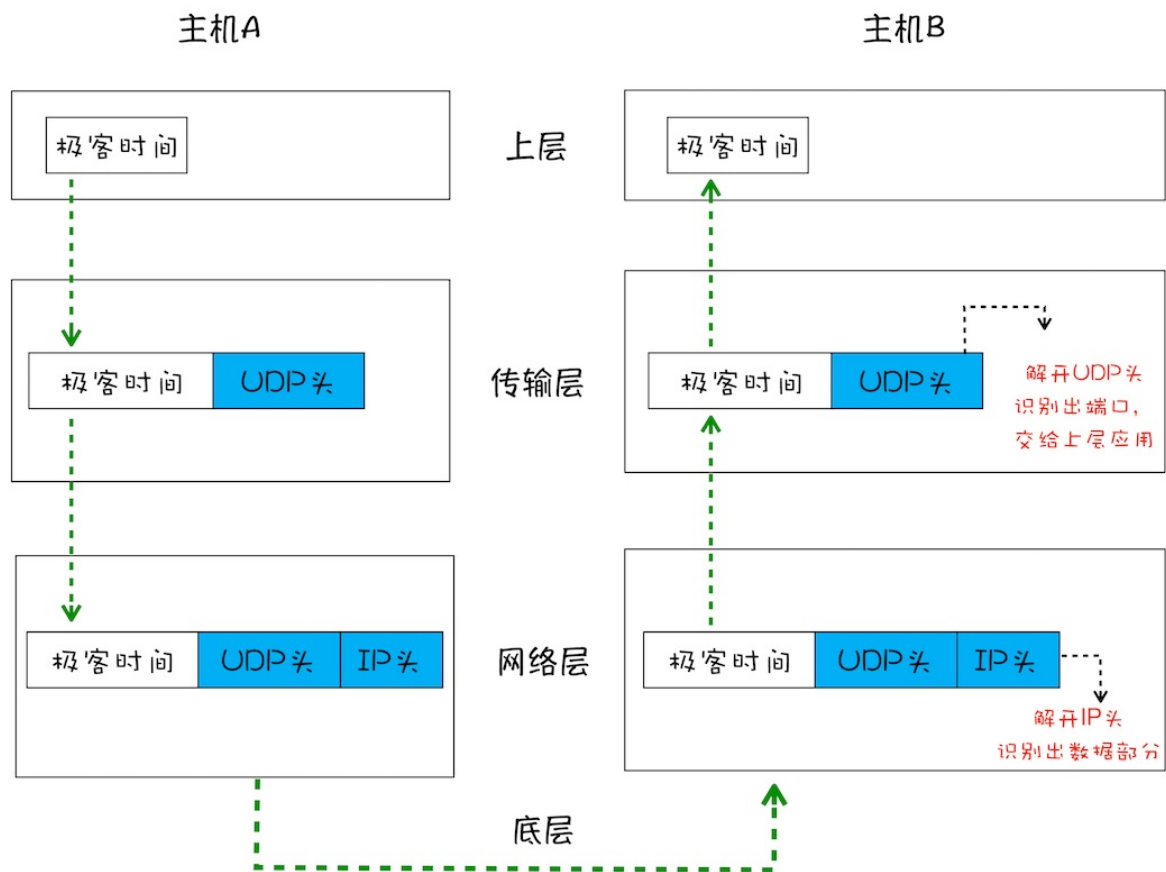 主机A
主机B
极客时间
上层
极客时间
极客时间
UDP头
传输层
极客时间
UDP头
解开UDP头
识别出端口,
交给上层应用
极客时间
UDP头
IP头
网络层
极客时间
UDP头
IP头
解开IP头
识别出数据部分
底层